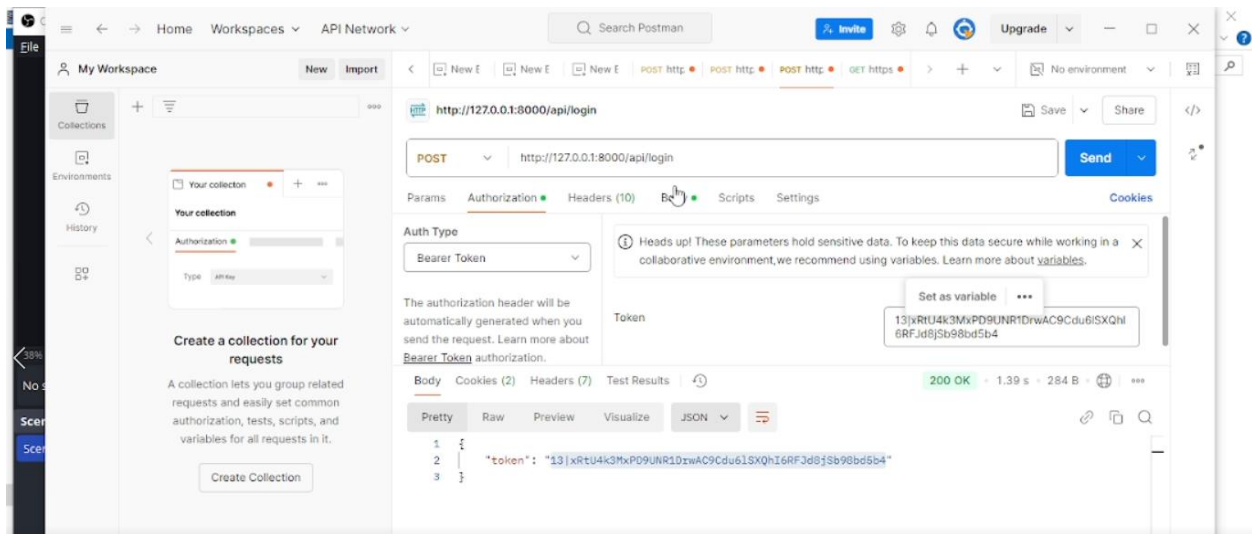 Home Workspaces API Network Search Postman Invite Upgrade
File
My Workspace New Import New E New E New E POST http POST http POST http GET https No environment
Collections
Environments
History
Your collecton
Your collection
Authorization
Type API Key
Create a collection for your
requests
A collection lets you group related
requests and easily set common
authorization, tests, scripts, and
variables for all requests in it.
Create Collection
38%
No s
Scer
Scer
HTTP http://127.0.0.1:8000/api/login Save Share
POST http://127.0.0.1:8000/api/login Send
Params Authorization Headers (10) Scripts Settings Cookies
Auth Type
Bearer Token
Heads up! These parameters hold sensitive data. To keep this data secure while working in a
collaborative environment,we recommend using variables. Learn more about variables.
The authorization header will be
automatically generated when you
send the request. Learn more about
Bearer Token authorization.
Set as variable
Token
13|xRtU4k3MxPD9UNR1DrwAC9Cdu6lSXQhI
6RFJd8jSb98bd5b4
Body Cookies (2) Headers (7) Test Results 200 OK 1.39 s 284 B
Pretty Raw Preview Visualize JSON
1 {
2 "token": "13|xRtU4k3MxPD9UNR1DrwAC9Cdu6lSXQhI6RFJd8jSb98bd5b4"
3 }